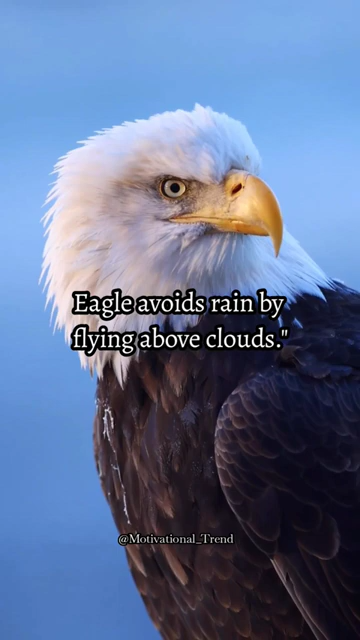 Eagle avoids rain by
flying above clouds."
@Motivational_Trend